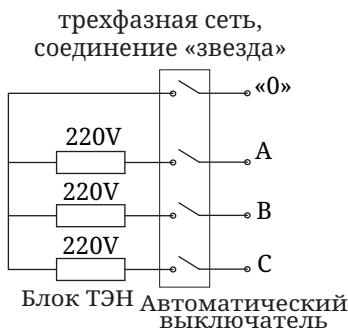 трехфазная сеть,
соединение «звезда»
«0»
220V
A
220V
B
220V
C
Блок ТЭН
Автоматический
выключатель